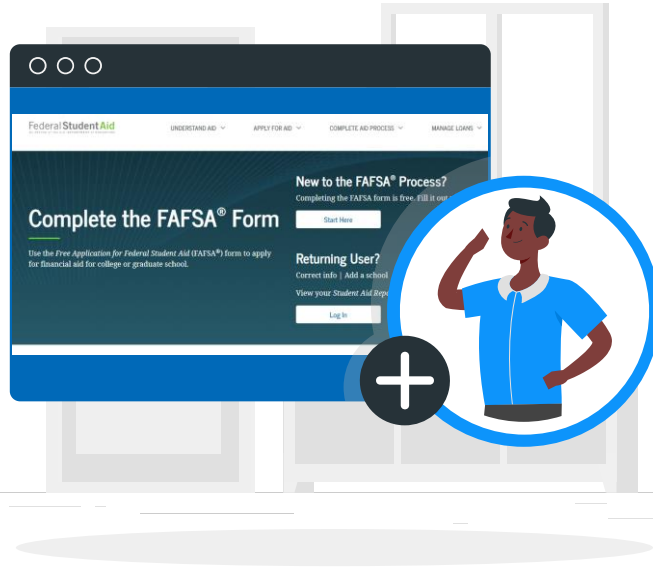 Federal Student Aid
UNDERSTAND AID
APPLY FOR AID
COMPLETE AID PROCESS
MANAGE LOANS
Complete the FAFSA® Form
Use the Free Application for Federal Student Aid (FAFSA®) form to apply
for financial aid for college or graduate school.
New to the FAFSA® Process?
Completing the FAFSA form is free. Fill it out
Start Here
Returning User?
Correct info | Add a school
View your Student Aid Repo
Log In